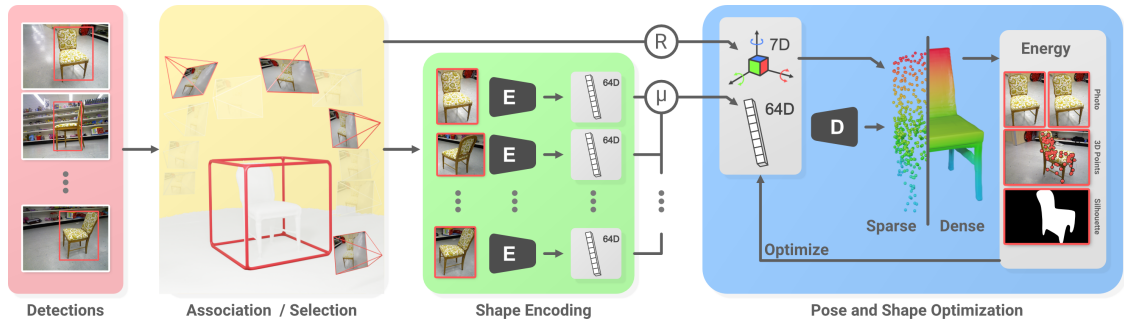 R
7D
64D
Energy
Photo
3D Points
Silhouette
E
64D
μ
E
64D
E
64D
D
Sparse
Dense
Optimize
Detections
Association / Selection
Shape Encoding
Pose and Shape Optimization